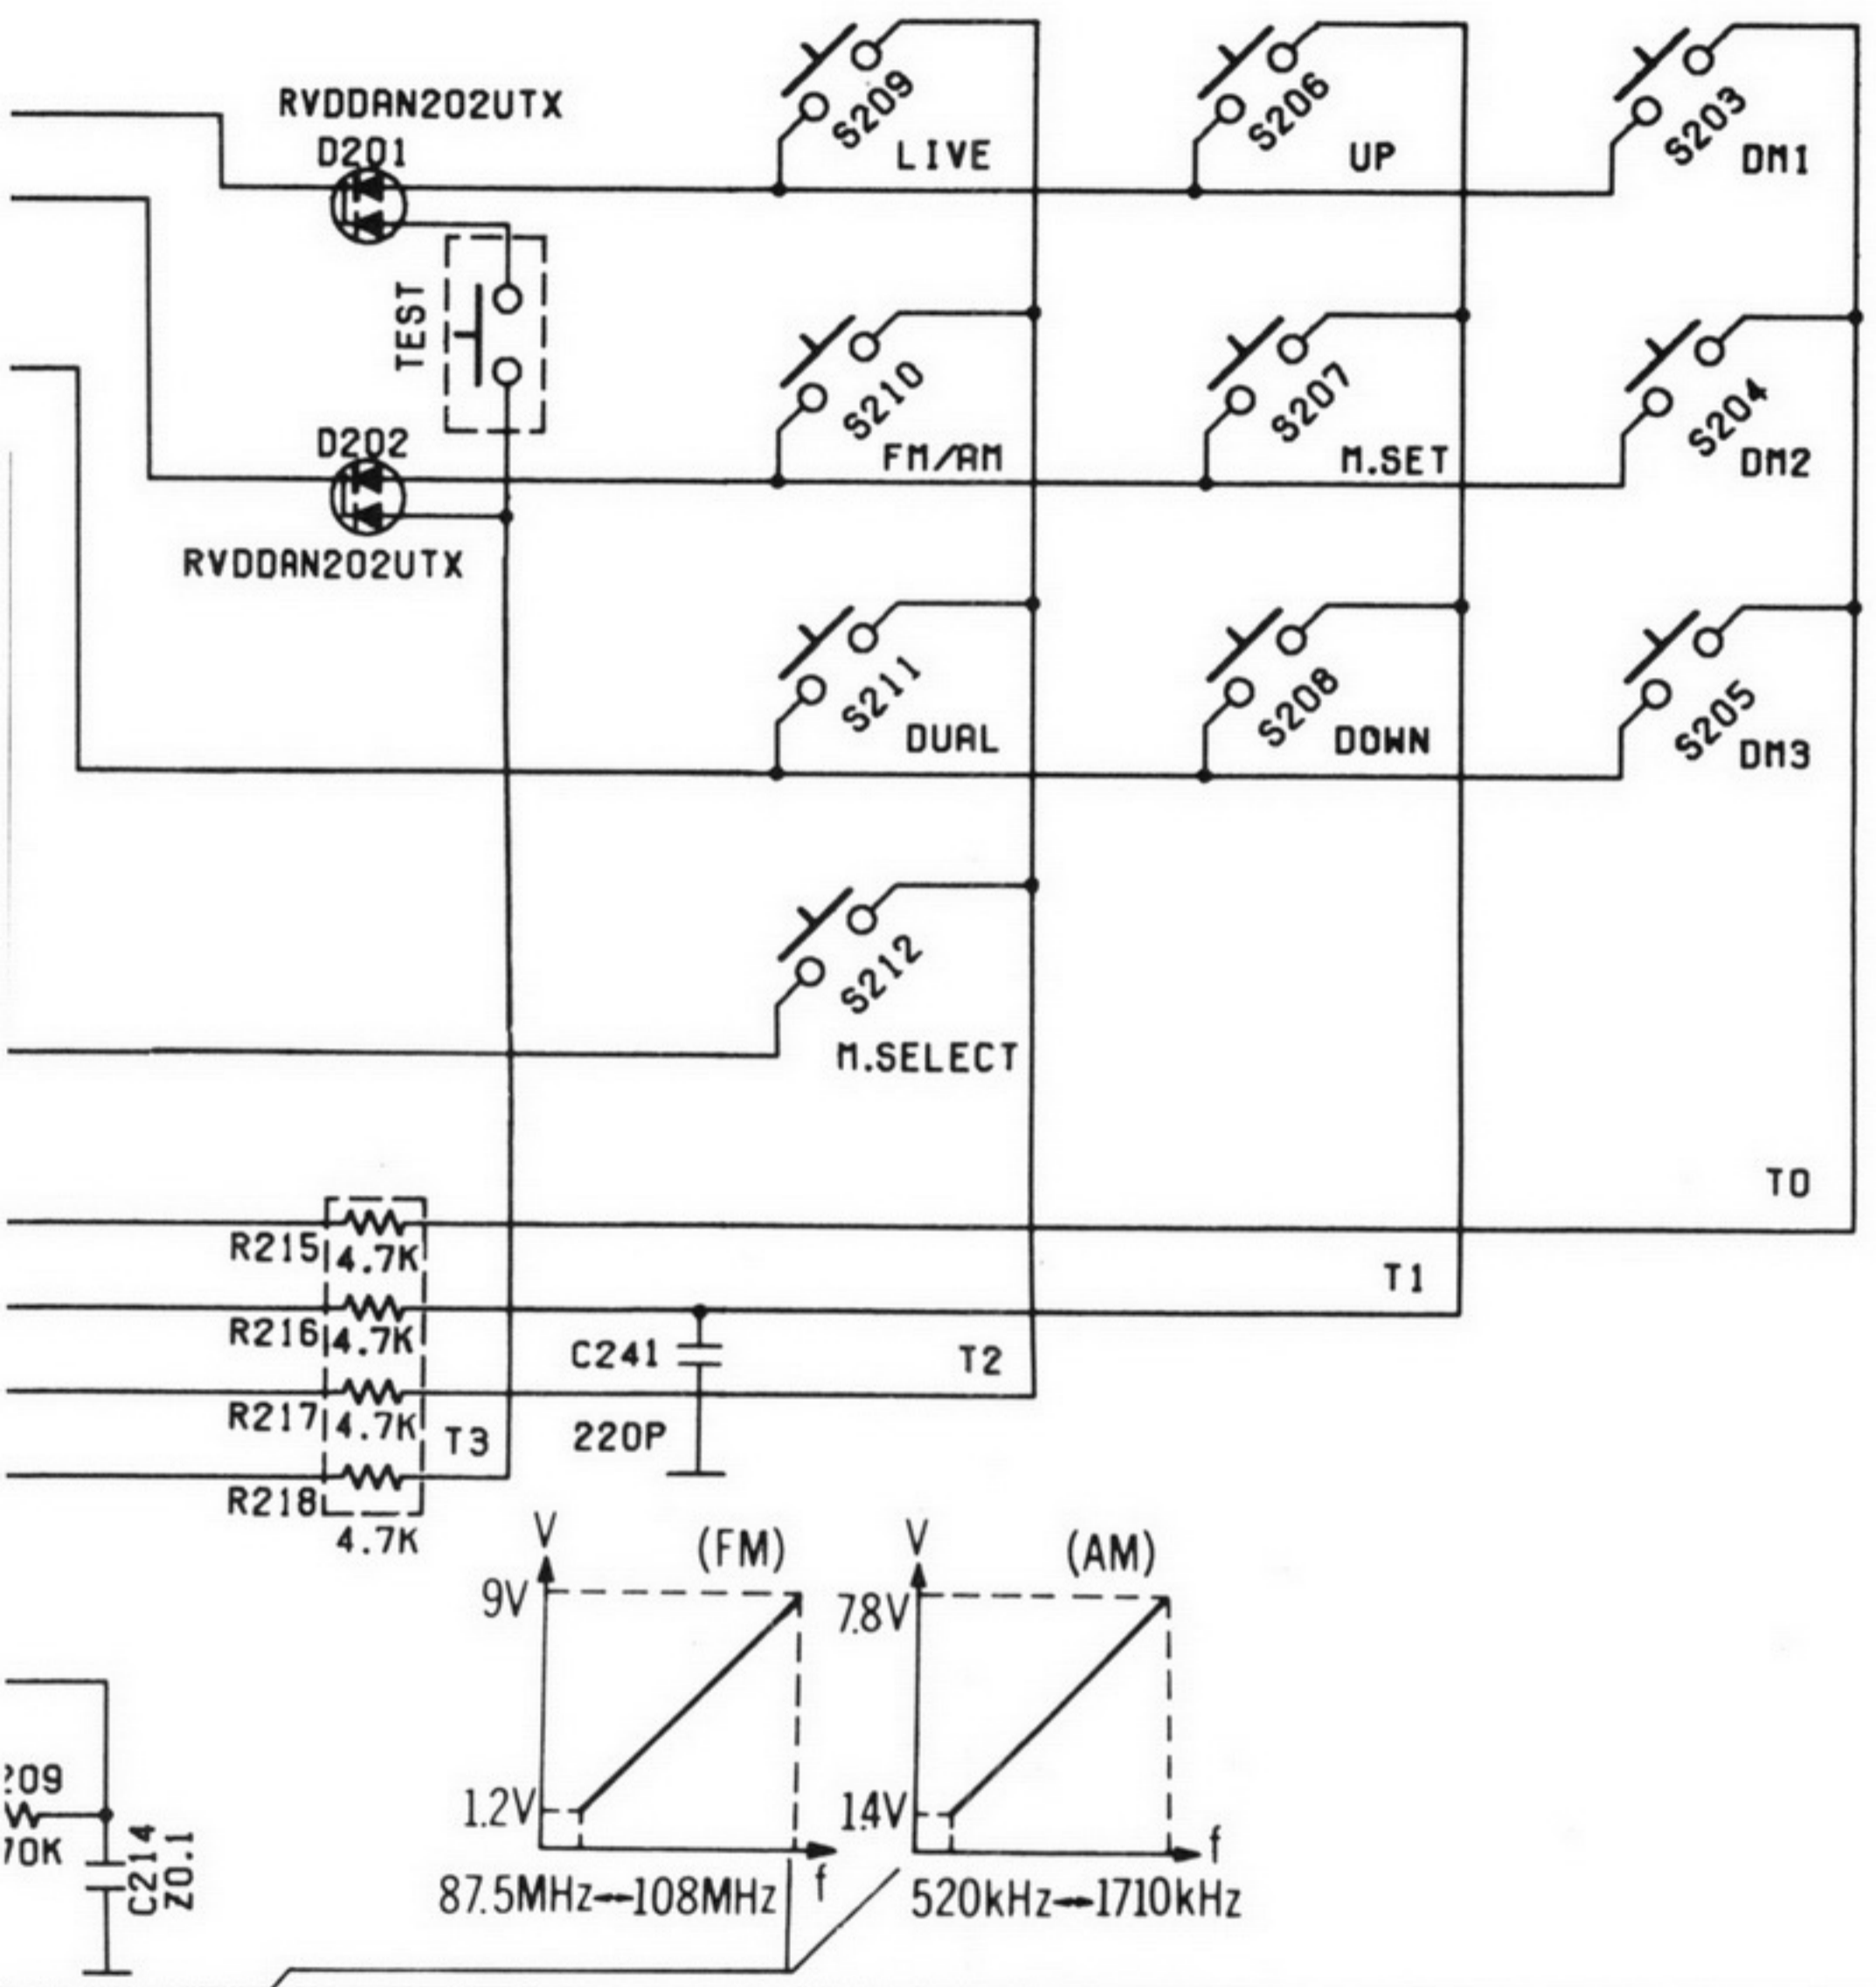 RVDDAN202UTX
D201
S209
LIVE
S206
UP
S203
DM1
TEST
D202
RVDDAN202UTX
S210
FM/AM
S207
M.SET
S204
DM2
S211
DUAL
S208
DOWN
S205
DM3
S212
M.SELECT
T0
R215
4.7K
T1
R216
4.7K
C241
220P
T2
R217
4.7K
T3
R218
4.7K
V
(FM)
9V
1.2V
f
87.5MHz↔108MHz
V
(AM)
7.8V
1.4V
f
520kHz↔1710kHz
209
70K
C214
Z0.1